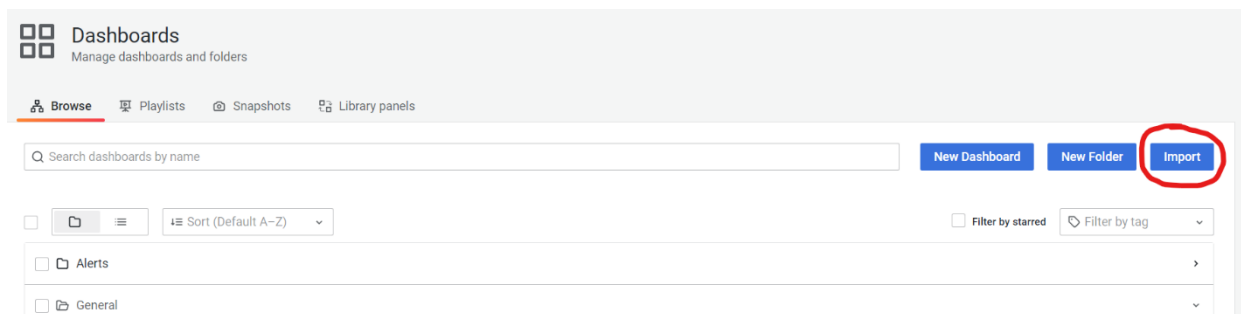 Dashboards
Manage dashboards and folders
Browse Playlists Snapshots Library panels
Search dashboards by name New Dashboard New Folder Import
Sort (Default A–Z) Filter by starred Filter by tag
Alerts
General